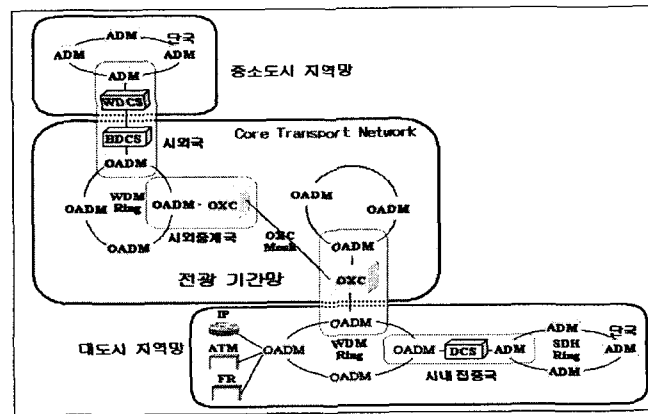 ADM 단국
ADM ADM
ADM
중소도시 지역망
WDCS
Core Transport Network
BDCS 시외국
OADM
OADM WDM Ring OADM - OXC
OADM
시외중계국
OADM OADM
OADM
OXC Mesh
OXC
전광 기간망
IP
ATM
FR
대도시 지역망
OADM
OADM WDM Ring OADM DCS ADM
OADM
시내 집중국
ADM 단국
SDH Ring ADM
ADM